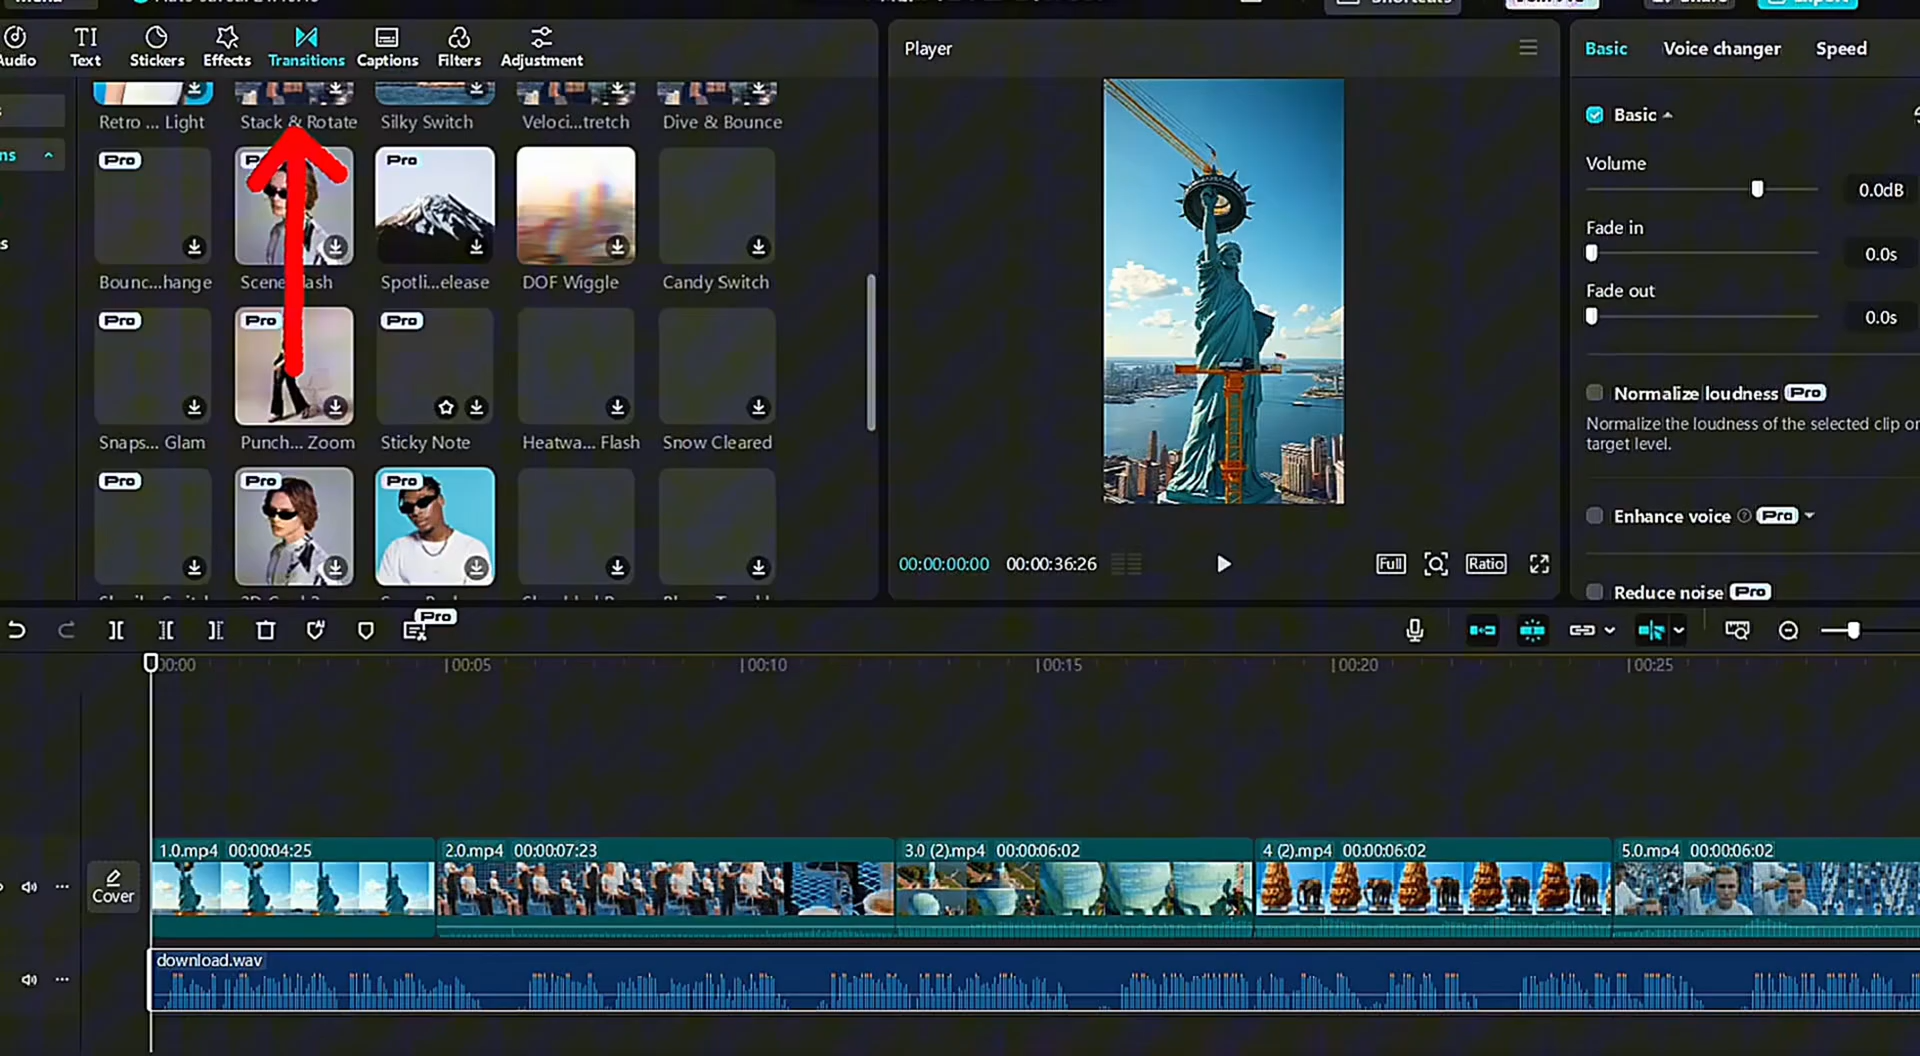 Text
Stickers
Effects
Transitions
Captions
Filters
Adjustment
Retro ... Light
Stack & Rotate
Silky Switch
Veloci...tretch
Dive & Bounce
Pro
Pro
Bounc...hange
Spotli...elease
DOF Wiggle
Candy Switch
Pro
Pro
Pro
Snaps... Glam
Punch... Zoom
Sticky Note
Heatwa... Flash
Snow Cleared
Pro
Pro
Pro
Player
00:00:00:00 00:00:36:26
Full
Ratio
Basic
Voice changer
Speed
Basic
Volume
0.0dB
Fade in
0.0s
Fade out
0.0s
Normalize loudness Pro
Normalize the loudness of the selected clip or
target level.
Enhance voice Pro
Reduce noise Pro
Pro
00:00
00:05
00:10
00:15
00:20
00:25
Cover
1.0.mp4 00:00:04:25
2.0.mp4 00:00:07:23
3.0 (2).mp4 00:00:06:02
4 (2).mp4 00:00:06:02
5.0.mp4 00:00:06:02
download.wav